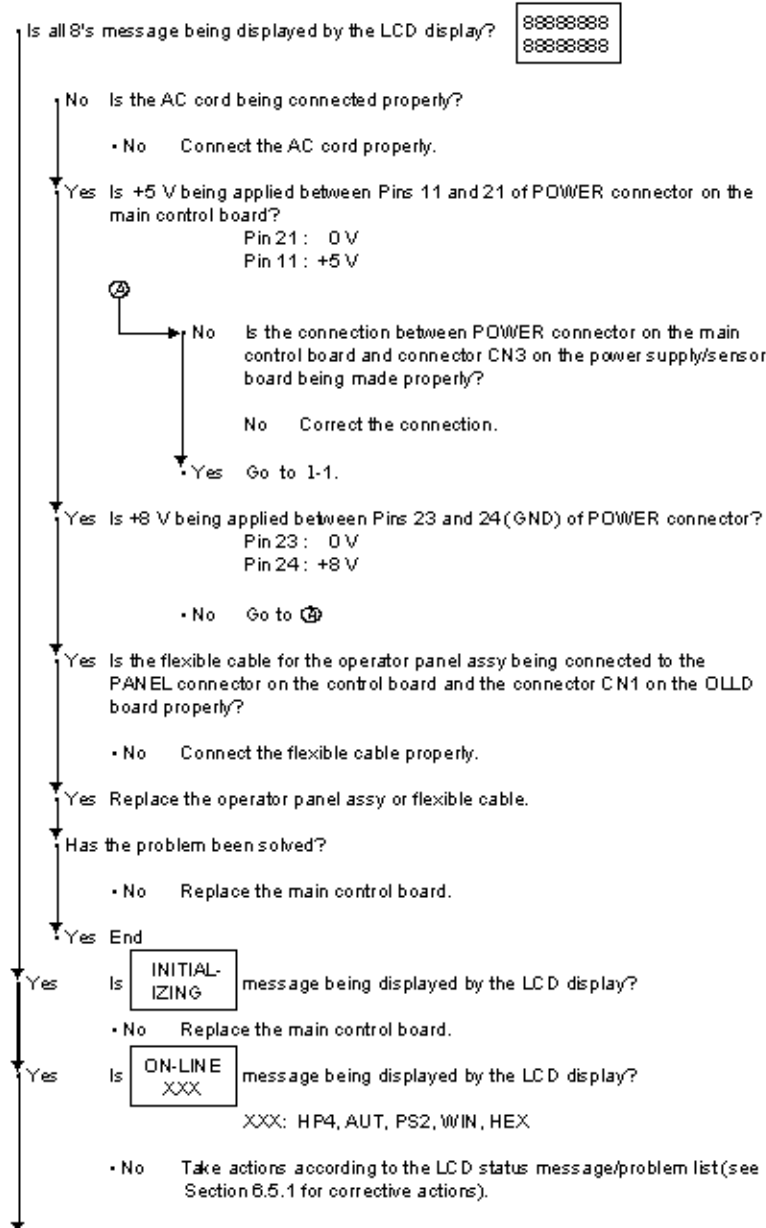 Is all 8's message being displayed by the LCD display?
88888888
88888888
No Is the AC cord being connected properly?
• No Connect the AC cord properly.
Yes Is +5 V being applied between Pins 11 and 21 of POWER connector on the
main control board?
Pin 21 : 0 V
Pin 11 : +5 V
A
No Is the connection between POWER connector on the main
control board and connector CN3 on the power supply/sensor
board being made properly?
No Correct the connection.
Yes Go to 1-1.
Yes Is +8 V being applied between Pins 23 and 24 (GND) of POWER connector?
Pin 23 : 0 V
Pin 24 : +8 V
• No Go to A
Yes Is the flexible cable for the operator panel assy being connected to the
PANEL connector on the control board and the connector CN1 on the OLLD
board properly?
• No Connect the flexible cable properly.
Yes Replace the operator panel assy or flexible cable.
Has the problem been solved?
• No Replace the main control board.
Yes End
Yes Is INITIAL-
IZING message being displayed by the LCD display?
• No Replace the main control board.
Yes Is ON-LINE
XXX message being displayed by the LCD display?
XXX: HP4, AUT, PS2, WIN, HEX
• No Take actions according to the LCD status message/problem list (see
Section 6.5.1 for corrective actions).